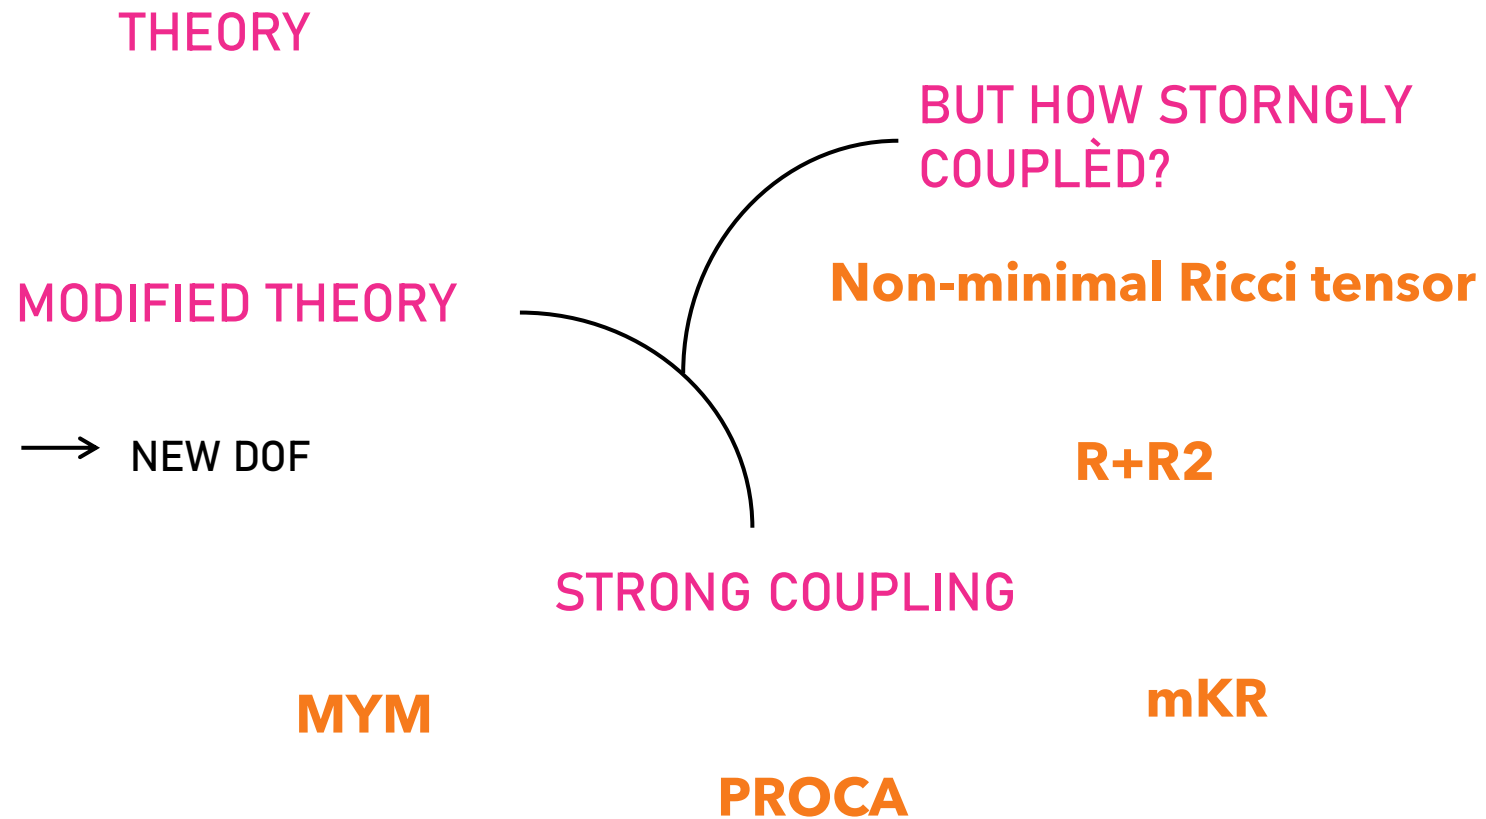 THEORY
BUT HOW STORNGLY
COUPLÈD?
Non-minimal Ricci tensor
MODIFIED THEORY
NEW DOF
R+R2
STRONG COUPLING
MYM
mKR
PROCA